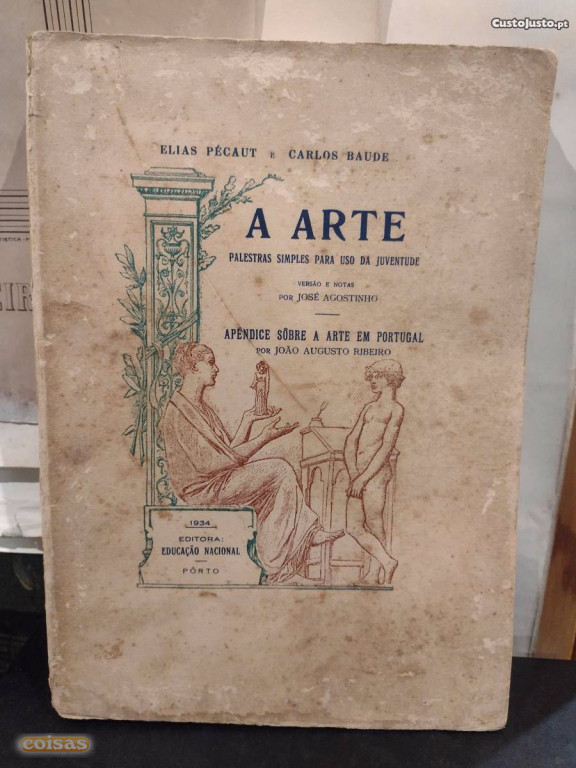 CustoJusto.pt
ELIAS PÉCAUT E CARLOS BAUDE
A ARTE
PALESTRAS SIMPLES PARA USO DA JUVENTUDE
VERSÃO E NOTAS
POR JOSÉ AGOSTINHO
APÊNDICE SÔBRE A ARTE EM PORTUGAL
POR JOÃO AUGUSTO RIBEIRO
1934
EDITORA:
EDUCAÇÃO NACIONAL
PÔRTO
coisas